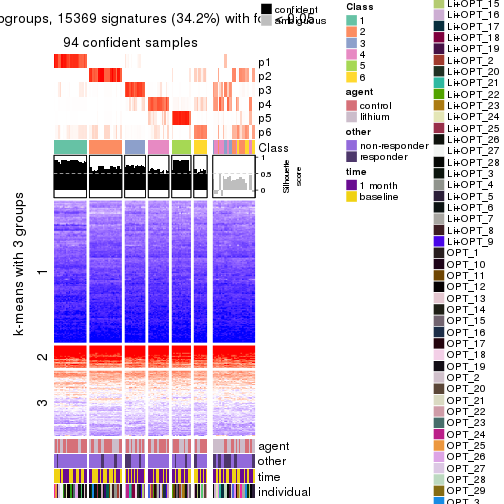 ogroups, 15369 signatures (34.2%) with fdr < 0.05
94 confident samples
confident
ambiguous
p1
p2
p3
p4
p5
p6
Class
1
0.5
0
Silhouette
score
k-means with 3 groups
1
2
3
agent
other
time
individual
Class
1
2
3
4
5
6
agent
control
lithium
other
non-responder
responder
time
1 month
baseline
Li+OPT_15
Li+OPT_16
Li+OPT_17
Li+OPT_18
Li+OPT_19
Li+OPT_2
Li+OPT_20
Li+OPT_21
Li+OPT_22
Li+OPT_23
Li+OPT_24
Li+OPT_25
Li+OPT_26
Li+OPT_27
Li+OPT_28
Li+OPT_3
Li+OPT_4
Li+OPT_5
Li+OPT_6
Li+OPT_7
Li+OPT_8
Li+OPT_9
OPT_1
OPT_10
OPT_11
OPT_12
OPT_13
OPT_14
OPT_15
OPT_16
OPT_17
OPT_18
OPT_19
OPT_2
OPT_20
OPT_21
OPT_22
OPT_23
OPT_24
OPT_25
OPT_26
OPT_27
OPT_28
OPT_29
OPT_3